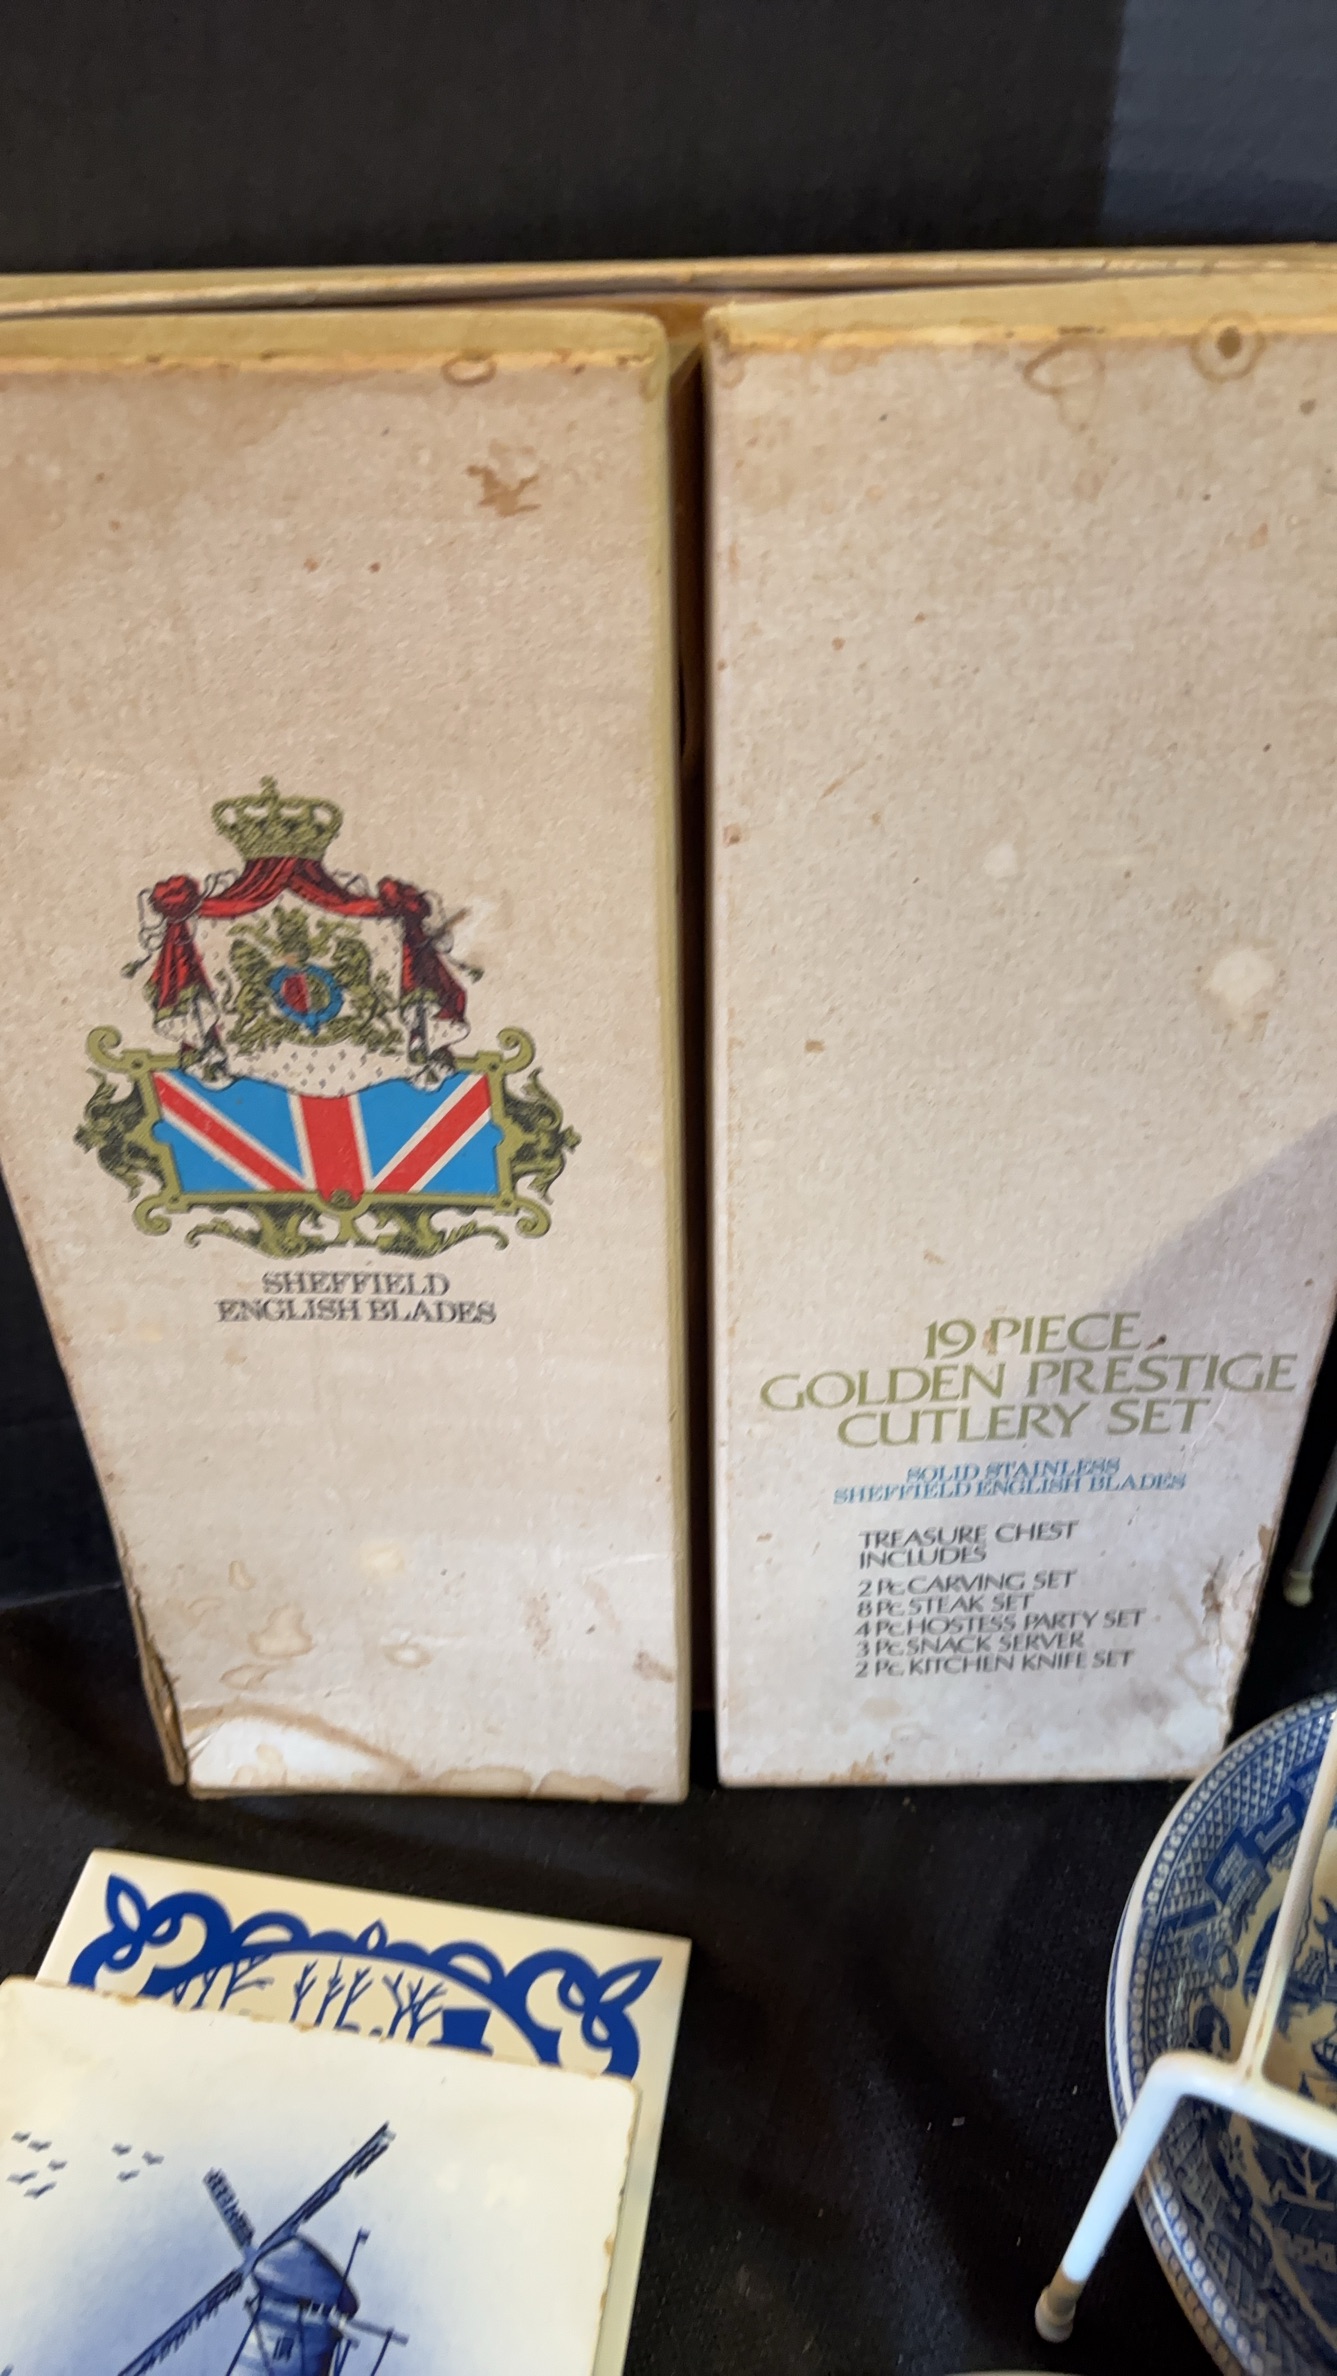 SHEFFIELD
ENGLISH BLADES
19 PIECE
GOLDEN PRESTIGE
CUTLERY SET
SOLID STAINLESS
SHEFFIELD ENGLISH BLADES
TREASURE CHEST
INCLUDES
2 Pc. CARVING SET
8 Pc. STEAK SET
4 Pc. HOSTESS PARTY SET
3 Pc. SNACK SERVER
2 Pc. KITCHEN KNIFE SET